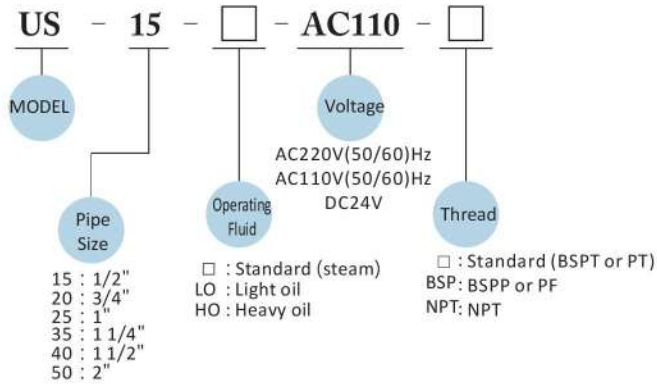 US - 15 - □ - AC110 - □
MODEL
Voltage
AC220V(50/60)Hz
AC110V(50/60)Hz
DC24V
Pipe
Size
15 : 1/2"
20 : 3/4"
25 : 1"
35 : 1 1/4"
40 : 1 1/2"
50 : 2"
Operating
Fluid
□ : Standard (steam)
LO : Light oil
HO : Heavy oil
Thread
□ : Standard (BSPT or PT)
BSP: BSPP or PF
NPT: NPT